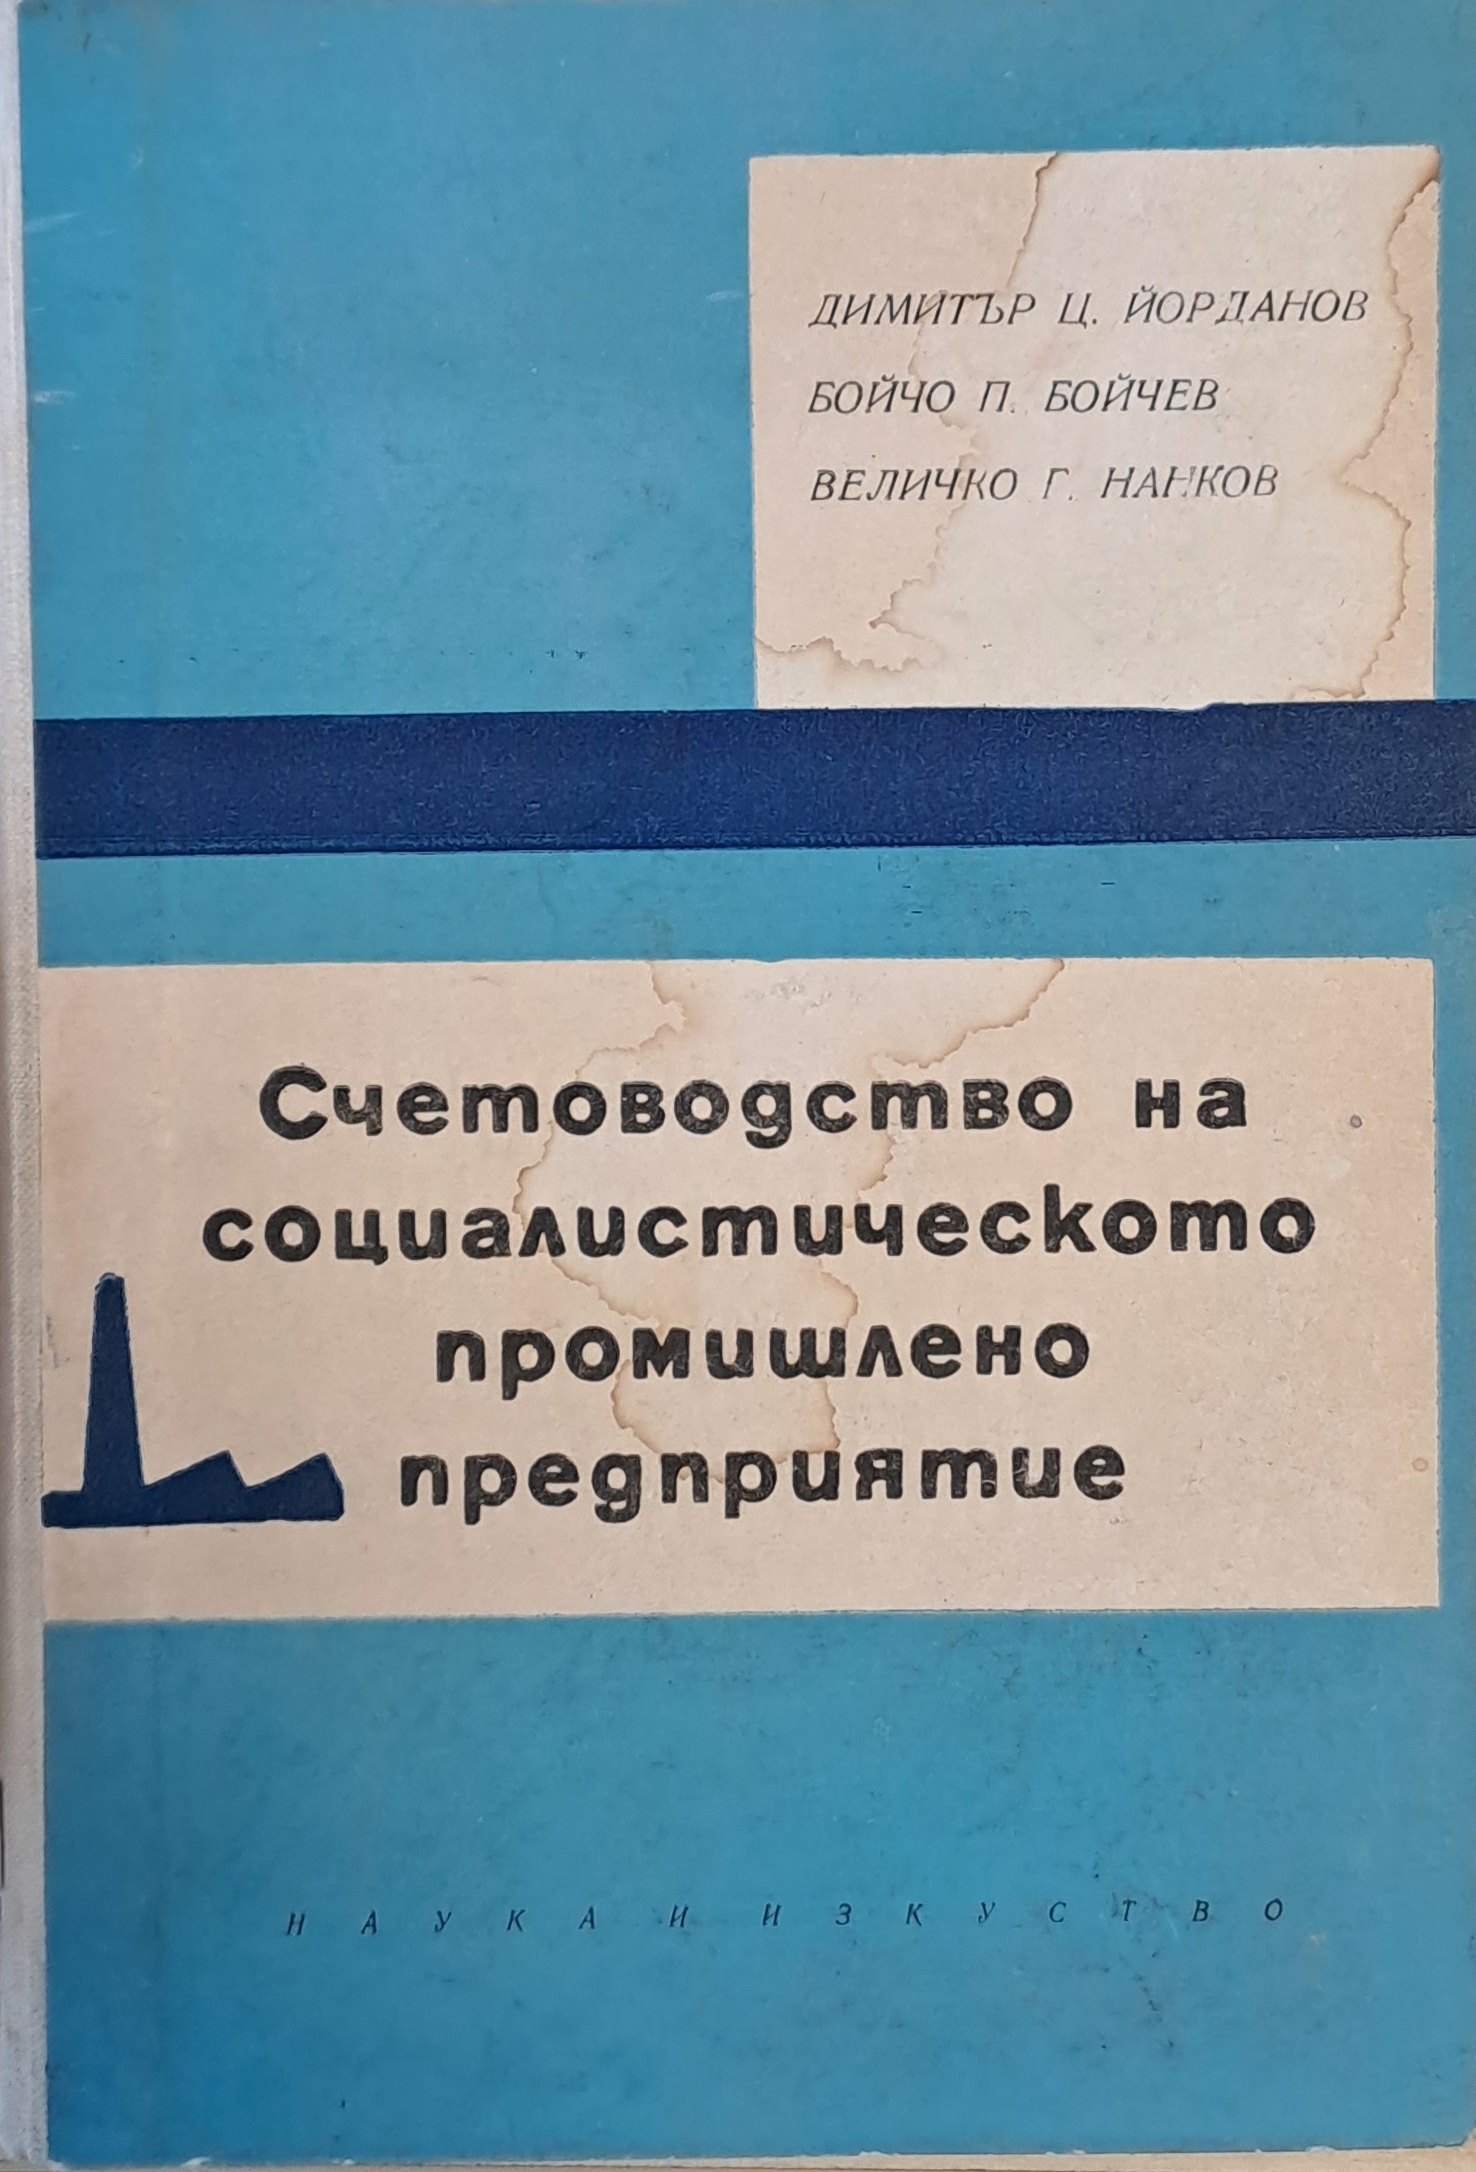 ДИМИТЪР Ц. ЙОРДАНОВ
БОЙЧО П. БОЙЧЕВ
ВЕЛИЧКО Г. НАНКОВ
Счетоводство на
социалистическото
промишлено
предприятие
НАУКА И ИЗКУСТВО